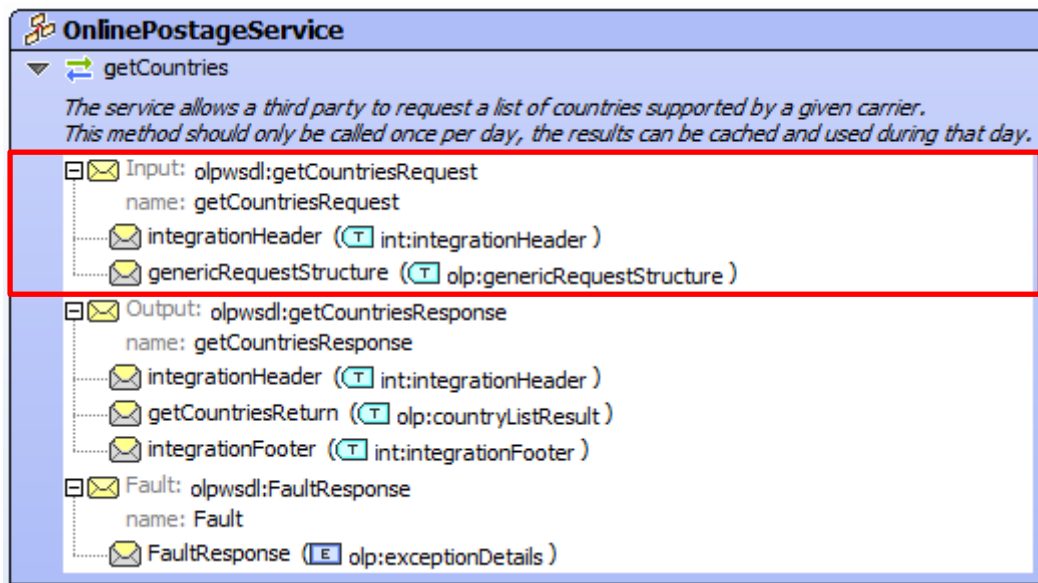 OnlinePostageService
getCountries
The service allows a third party to request a list of countries supported by a given carrier.
This method should only be called once per day, the results can be cached and used during that day.
Input: olpwsdl:getCountriesRequest
name: getCountriesRequest
integrationHeader (T int:integrationHeader )
genericRequestStructure (T olp:genericRequestStructure )
Output: olpwsdl:getCountriesResponse
name: getCountriesResponse
integrationHeader (T int:integrationHeader )
getCountriesReturn (T olp:countryListResult )
integrationFooter (T int:integrationFooter )
Fault: olpwsdl:FaultResponse
name: Fault
FaultResponse (E olp:exceptionDetails )